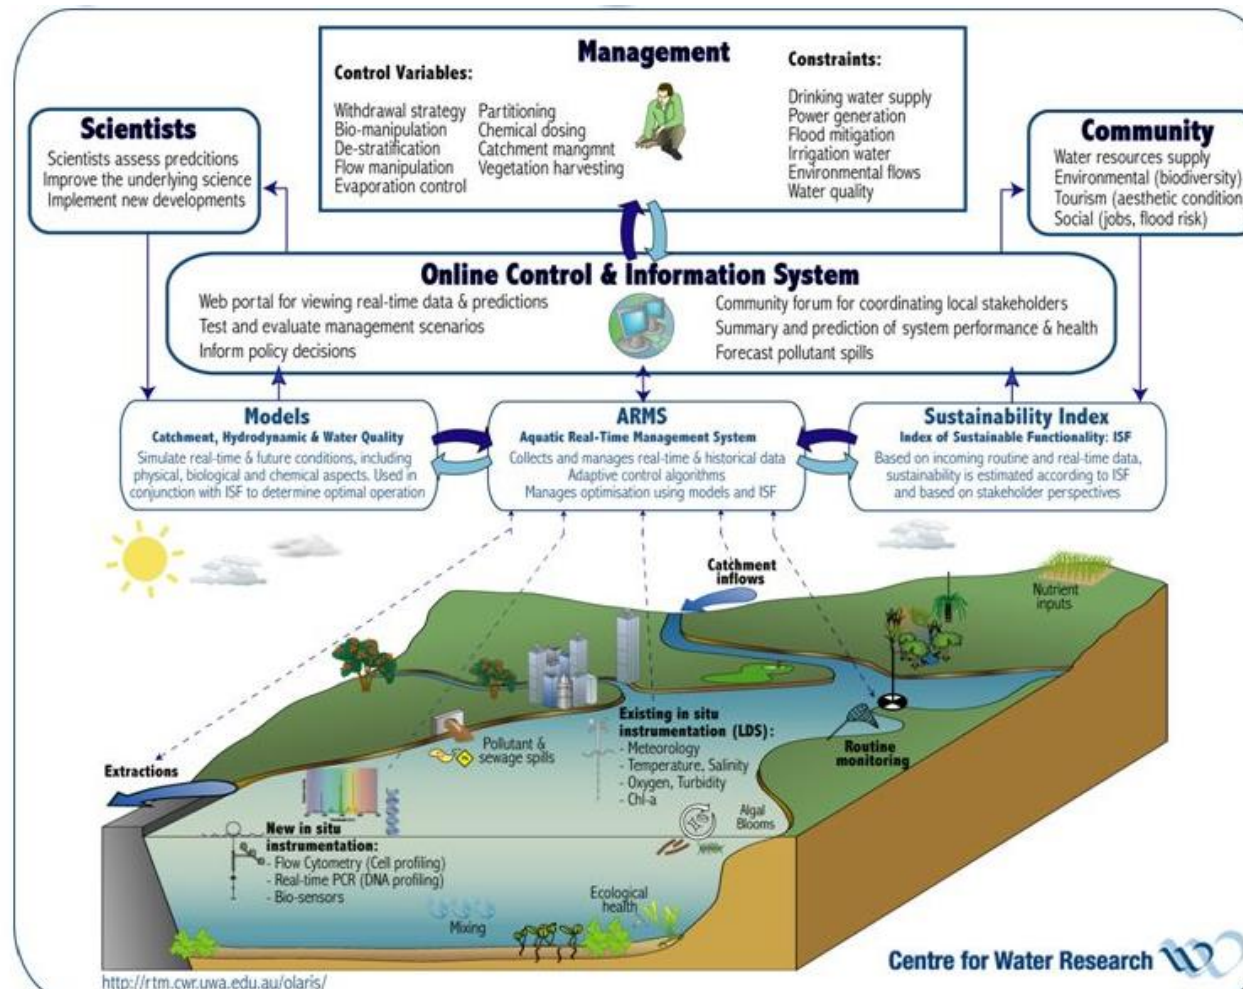 Management
Control Variables:
Withdrawal strategy
Bio-manipulation
De-stratification
Flow manipulation
Evaporation control
Partitioning
Chemical dosing
Catchment mangmnt
Vegetation harvesting
Constraints:
Drinking water supply
Power generation
Flood mitigation
Irrigation water
Environmental flows
Water quality
Scientists
Scientists assess predcitions
Improve the underlying science
Implement new developments
Community
Water resources supply
Environmental (biodiversity)
Tourism (aesthetic condition
Social (jobs, flood risk)
Online Control & Information System
Web portal for viewing real-time data & predictions
Test and evaluate management scenarios
Inform policy decisions
Community forum for coordinating local stakeholders
Summary and prediction of system performance & health
Forecast pollutant spills
Models
Catchment, Hydrodynamic & Water Quality
Simulate real-time & future conditions, including
physical, biological and chemical aspects. Used in
conjunction with ISF to determine optimal operation
ARMS
Aquatic Real-Time Management System
Collects and manages real-time & historical data
Adaptive control algorithms
Manages optimisation using models and ISF
Sustainability Index
Index of Sustainable Functionality: ISF
Based on incoming routine and real-time data,
sustainability is estimated according to ISF
and based on stakeholder perspectives
Catchment
inflows
Nutrient
inputs
Existing in situ
instrumentation (LDS):
- Meteorology
- Temperature, Salinity
- Oxygen, Turbidity
- Chl-a
Pollutant &
sewage spills
Routine
monitoring
Extractions
Algal
Blooms
New in situ
instrumentation:
- Flow Cytometry (Cell profiling)
- Real-time PCR (DNA profiling)
- Bio-sensors
Ecological
health
Mixing
Centre for Water Research
http://rtm.cwr.uwa.edu.au/olaris/